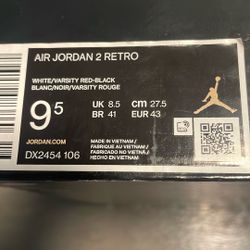 AIR JORDAN 2 RETRO
WHITE/VARSITY RED-BLACK
BLANC/NOIR/VARSITY ROUGE
9.5
UK 8.5 cm 27.5
BR 41 EUR 43
JORDAN.COM
DX2454 106
MADE IN VIETNAM /
FABRIQUE AU VIETNAM /
FABRICADO NO VIETNÃ /
HECHO EN VIETNAM